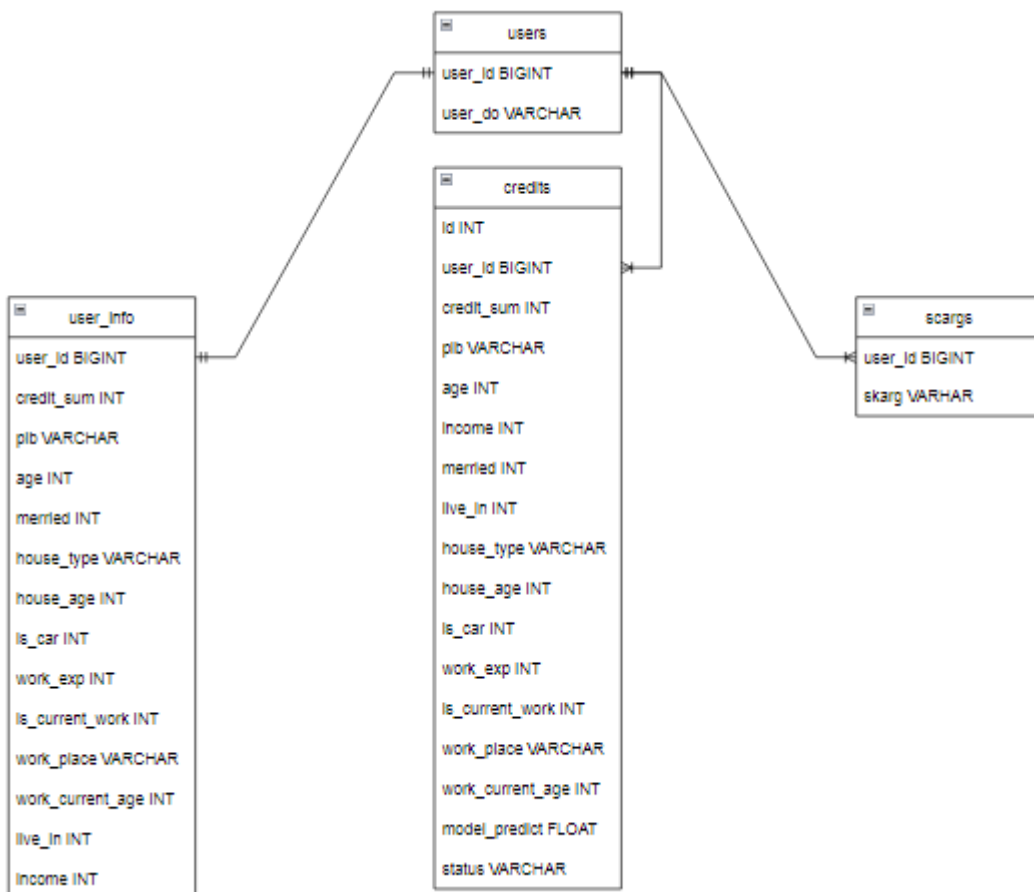 users
user_id BIGINT
user_do VARCHAR
credits
id INT
user_id BIGINT
credit_sum INT
pib VARCHAR
age INT
income INT
merried INT
live_in INT
house_type VARCHAR
house_age INT
is_car INT
work_exp INT
is_current_work INT
work_place VARCHAR
work_current_age INT
model_predict FLOAT
status VARCHAR
user_info
user_id BIGINT
credit_sum INT
pib VARCHAR
age INT
merried INT
house_type VARCHAR
house_age INT
is_car INT
work_exp INT
is_current_work INT
work_place VARCHAR
work_current_age INT
live_in INT
income INT
scargs
user_id BIGINT
skarg VARHAR